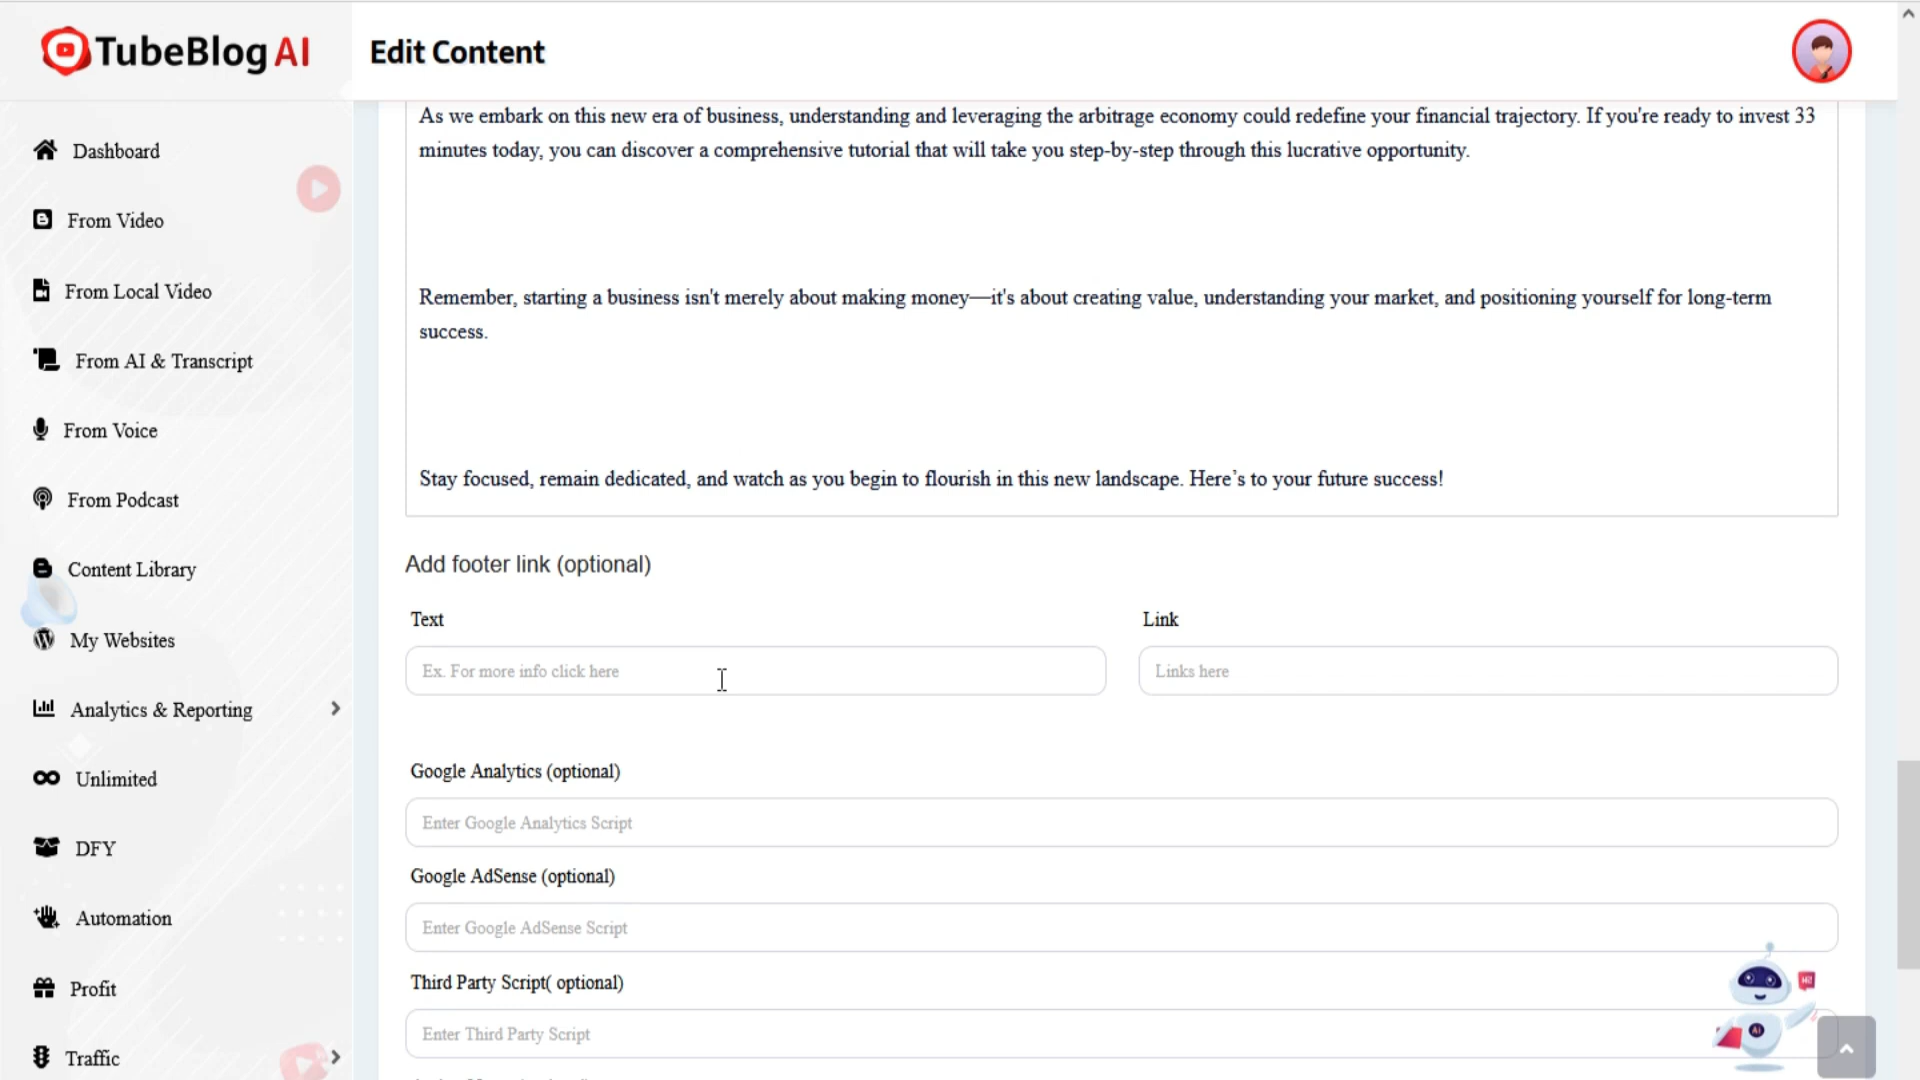 TubeBlog AI
Edit Content
Dashboard
From Video
From Local Video
From AI & Transcript
From Voice
From Podcast
Content Library
My Websites
Analytics & Reporting
Unlimited
DFY
Automation
Profit
Traffic
As we embark on this new era of business, understanding and leveraging the arbitrage economy could redefine your financial trajectory. If you're ready to invest 33
minutes today, you can discover a comprehensive tutorial that will take you step-by-step through this lucrative opportunity.
Remember, starting a business isn't merely about making money—it's about creating value, understanding your market, and positioning yourself for long-term
success.
Stay focused, remain dedicated, and watch as you begin to flourish in this new landscape. Here’s to your future success!
Add footer link (optional)
Text
Link
Ex. For more info click here
Links here
Google Analytics (optional)
Enter Google Analytics Script
Google AdSense (optional)
Enter Google AdSense Script
Third Party Script( optional)
Enter Third Party Script
AI